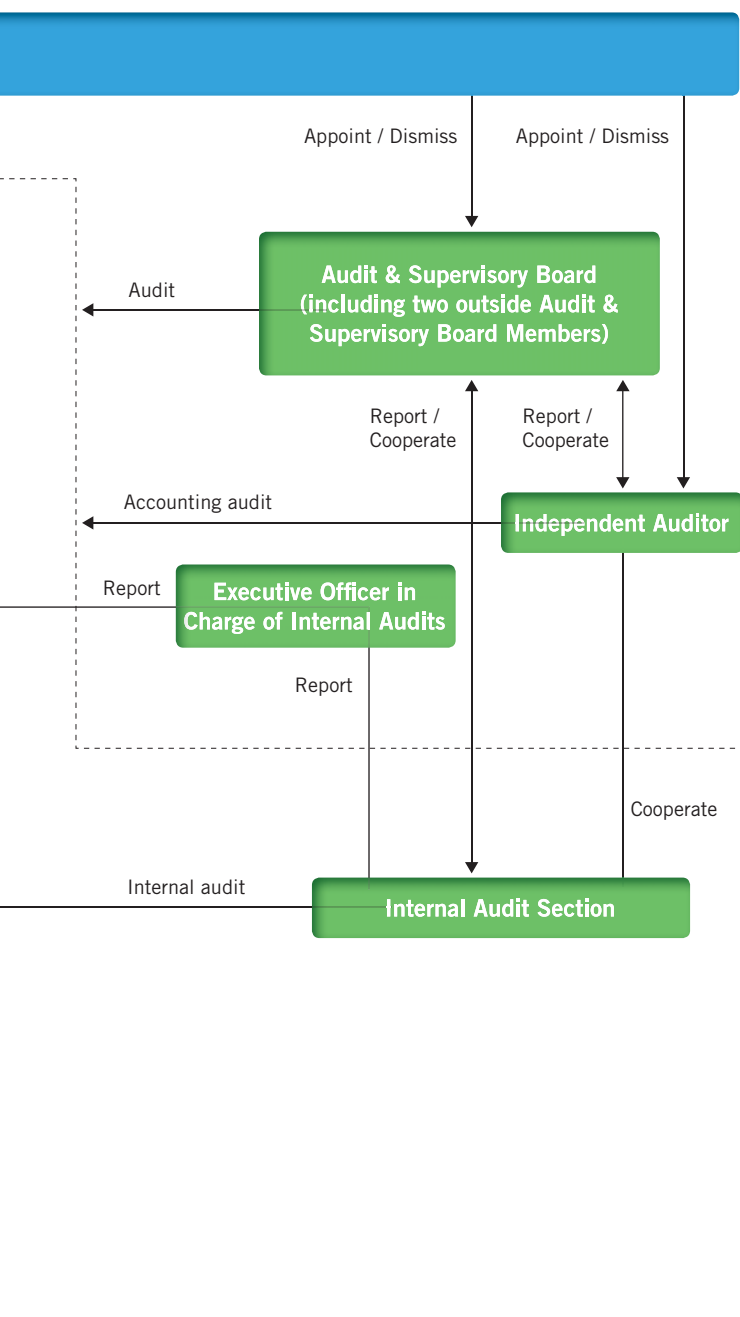 Appoint / Dismiss
Appoint / Dismiss
Audit & Supervisory Board
(including two outside Audit &
Supervisory Board Members)
Audit
Report /
Cooperate
Report /
Cooperate
Accounting audit
Independent Auditor
Report
Executive Officer in
Charge of Internal Audits
Report
Cooperate
Internal audit
Internal Audit Section